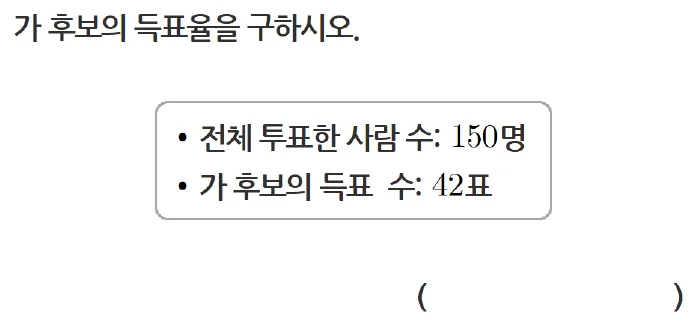 가 후보의 득표율을 구하시오.
• 전체 투표한 사람 수: 150명
• 가 후보의 득표 수: 42표
( )